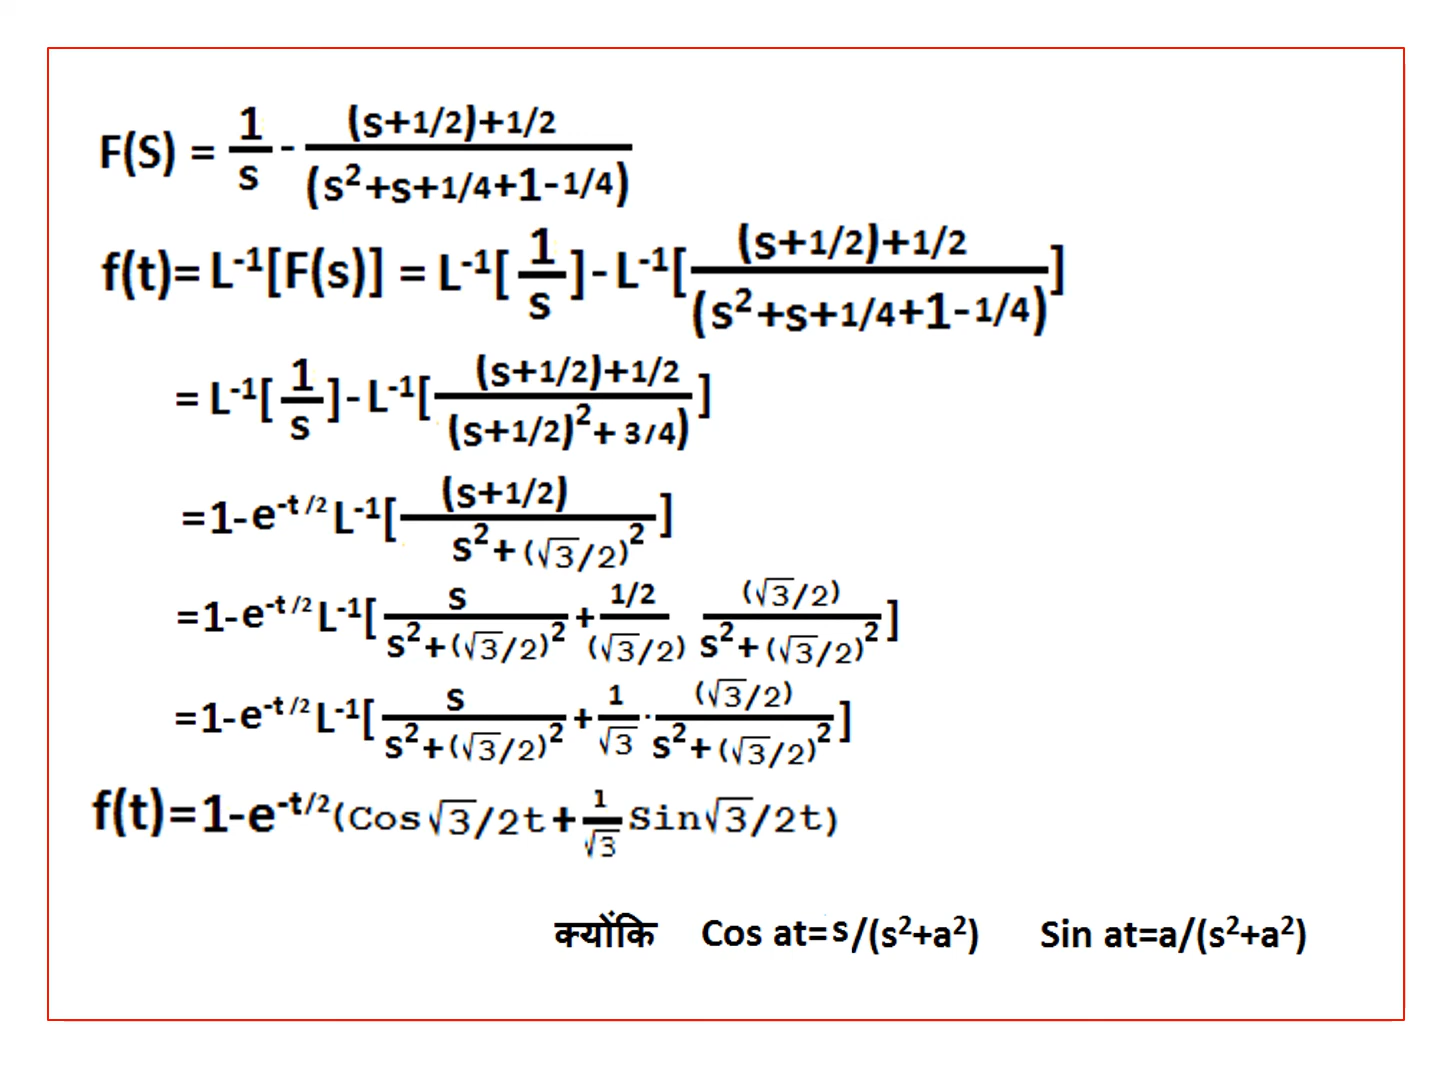 F(S) = 1/s - (s+1/2)+1/2 / (s²+s+1/4+1-1/4)
f(t)= L⁻¹[F(s)] = L⁻¹[1/s]-L⁻¹[(s+1/2)+1/2 / (s²+s+1/4+1-1/4)]
= L⁻¹[1/s]-L⁻¹[(s+1/2)+1/2 / (s+1/2)²+ 3/4)]
=1-e⁻ᵗ/² L⁻¹[(s+1/2) / s²+(√3/2)²]
=1-e⁻ᵗ/² L⁻¹[s / s²+(√3/2)² + 1/2 / (√3/2) (√3/2) / s²+(√3/2)²]
=1-e⁻ᵗ/² L⁻¹[s / s²+(√3/2)² + 1/√3 · (√3/2) / s²+(√3/2)²]
f(t)=1-e⁻ᵗ/²(Cos√3/2t+1/√3 Sin√3/2t)
क्योंकि Cos at=s/(s²+a²) Sin at=a/(s²+a²)